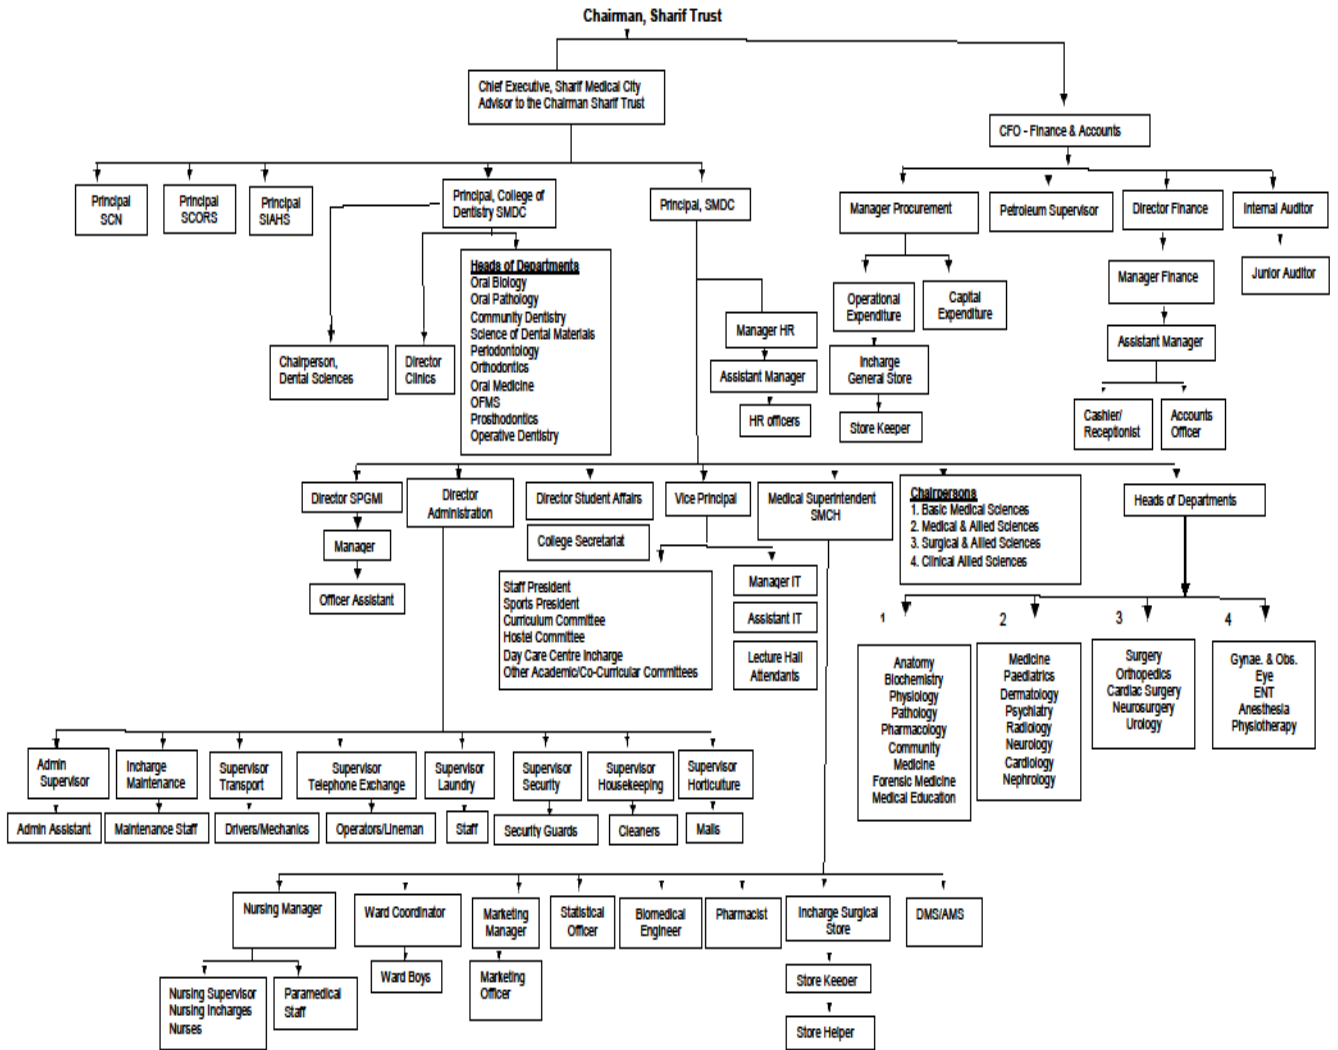 Chairman, Sharif Trust
Chief Executive, Sharif Medical City
Advisor to the Chairman Sharif Trust
CFO - Finance & Accounts
Principal
SCN
Principal
SCORS
Principal
SIAHS
Principal, College of
Dentistry SMDC
Principal, SMDC
Manager Procurement
Petroleum Supervisor
Director Finance
Internal Auditor
Heads of Departments
Oral Biology
Oral Pathology
Community Dentistry
Science of Dental Materials
Periodontology
Orthodontics
Oral Medicine
OFMS
Prosthodontics
Operative Dentistry
Chairperson,
Dental Sciences
Director
Clinics
Manager HR
Assistant Manager
HR officers
Operational
Expenditure
Capital
Expenditure
Incharge
General Store
Store Keeper
Manager Finance
Junior Auditor
Assistant Manager
Cashier/
Receptionist
Accounts
Officer
Director SPGMI
Manager
Officer Assistant
Director
Administration
Director Student Affairs
College Secretariat
Vice Principal
Medical Superintendent
SMCH
Chairpersons
1. Basic Medical Sciences
2. Medical & Allied Sciences
3. Surgical & Allied Sciences
4. Clinical Allied Sciences
Heads of Departments
Staff President
Sports President
Curriculum Committee
Hostel Committee
Day Care Centre Incharge
Other Academic/Co-Curricular Committees
Manager IT
Assistant IT
Lecture Hall
Attendants
1
2
3
4
Anatomy
Biochemistry
Physiology
Pathology
Pharmacology
Community
Medicine
Forensic Medicine
Medical Education
Medicine
Paediatrics
Dermatology
Psychiatry
Radiology
Neurology
Cardiology
Nephrology
Surgery
Orthopedics
Cardiac Surgery
Neurosurgery
Urology
Gynae. & Obs.
Eye
ENT
Anesthesia
Physiotherapy
Admin
Supervisor
Incharge
Maintenance
Supervisor
Transport
Supervisor
Telephone Exchange
Supervisor
Laundry
Supervisor
Security
Supervisor
Housekeeping
Supervisor
Horticulture
Admin Assistant
Maintenance Staff
Drivers/Mechanics
Operators/Lineman
Staff
Security Guards
Cleaners
Malis
Nursing Manager
Ward Coordinator
Marketing
Manager
Statistical
Officer
Biomedical
Engineer
Pharmacist
Incharge Surgical
Store
DMS/AMS
Nursing Supervisor
Nursing Incharges
Nurses
Paramedical
Staff
Ward Boys
Marketing
Officer
Store Keeper
Store Helper